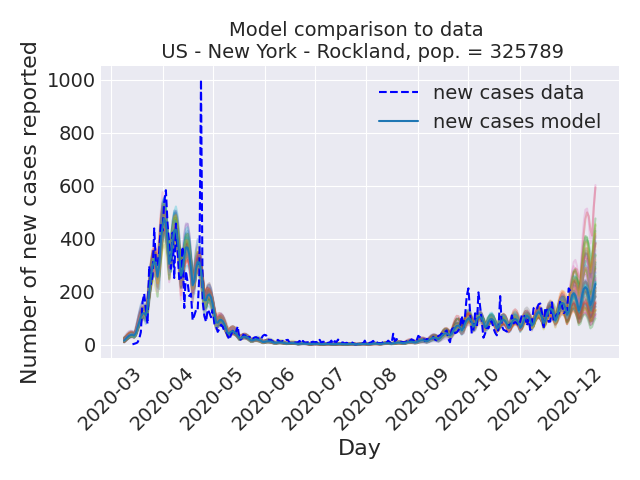 Model comparison to data
US - New York - Rockland, pop. = 325789
Number of new cases reported
1000
800
600
400
200
0
new cases data
new cases model
2020-03
2020-04
2020-05
2020-06
2020-07
2020-08
2020-09
2020-10
2020-11
2020-12
Day